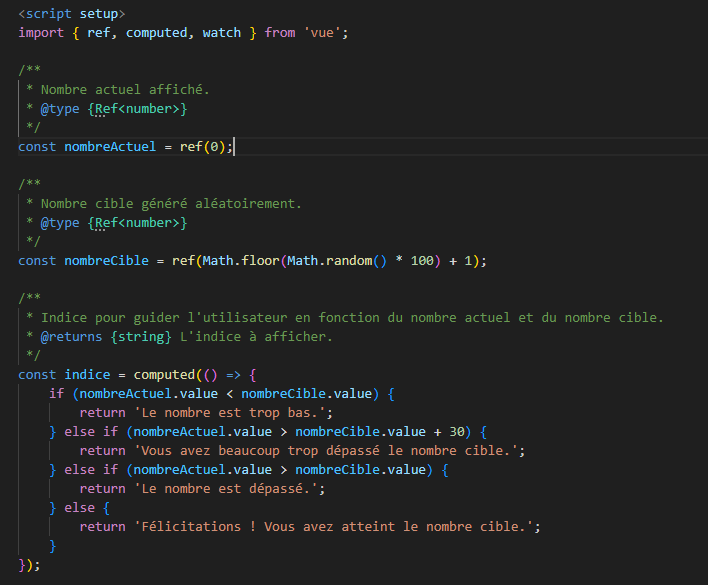 <script setup>
import { ref, computed, watch } from 'vue';
/**
 * Nombre actuel affiché.
 * @type {Ref<number>}
 */
const nombreActuel = ref(0);
/**
 * Nombre cible généré aléatoirement.
 * @type {Ref<number>}
 */
const nombreCible = ref(Math.floor(Math.random() * 100) + 1);
/**
 * Indice pour guider l'utilisateur en fonction du nombre actuel et du nombre cible.
 * @returns {string} L'indice à afficher.
 */
const indice = computed(() => {
    if (nombreActuel.value < nombreCible.value) {
        return 'Le nombre est trop bas.';
    } else if (nombreActuel.value > nombreCible.value + 30) {
        return 'Vous avez beaucoup trop dépassé le nombre cible.';
    } else if (nombreActuel.value > nombreCible.value) {
        return 'Le nombre est dépassé.';
    } else {
        return 'Félicitations ! Vous avez atteint le nombre cible.';
    }
});